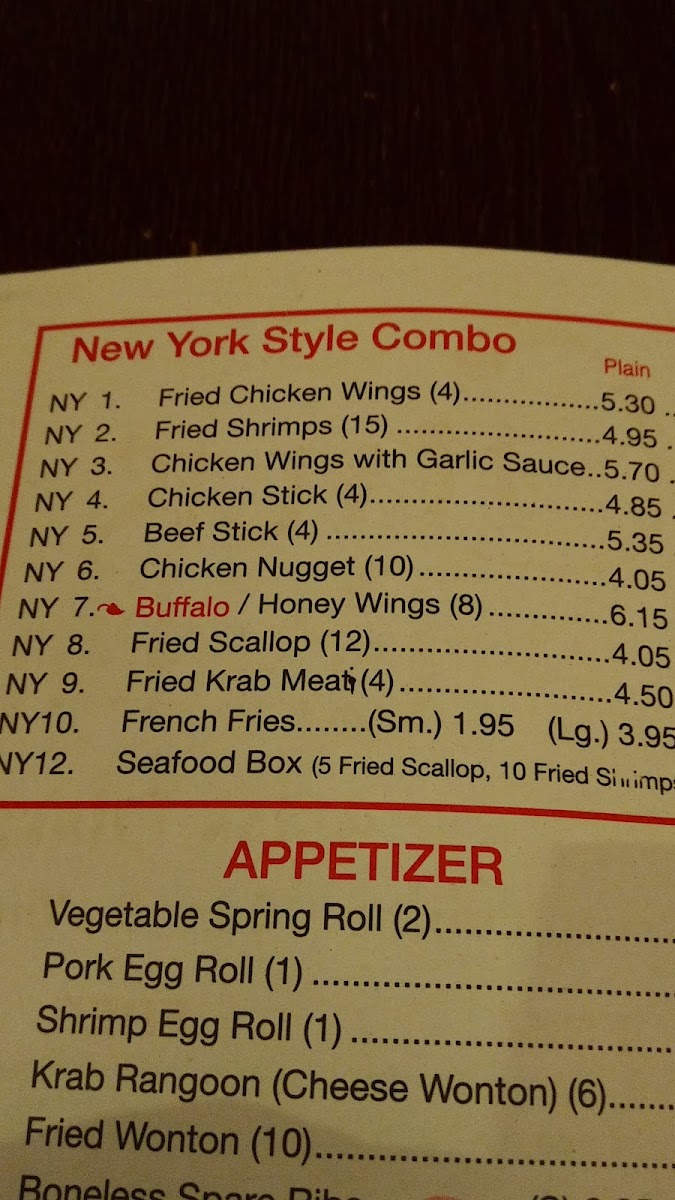 New York Style Combo
Plain
NY 1. Fried Chicken Wings (4)................5.30 ..
NY 2. Fried Shrimps (15) ........................4.95 .
NY 3. Chicken Wings with Garlic Sauce..5.70 .
NY 4. Chicken Stick (4)............................4.85 .
NY 5. Beef Stick (4) .................................5.35
NY 6. Chicken Nugget (10)......................4.05
NY 7. Buffalo / Honey Wings (8)..............6.15
NY 8. Fried Scallop (12)............................4.05
NY 9. Fried Krab Meat (4).........................4.50
NY10. French Fries........(Sm.) 1.95 (Lg.) 3.95
NY12. Seafood Box (5 Fried Scallop, 10 Fried Shrimps
APPETIZER
Vegetable Spring Roll (2)............................
Pork Egg Roll (1) ........................................
Shrimp Egg Roll (1) ....................................
Krab Rangoon (Cheese Wonton) (6).......
Fried Wonton (10).......................................
Boneless Spare Ribs